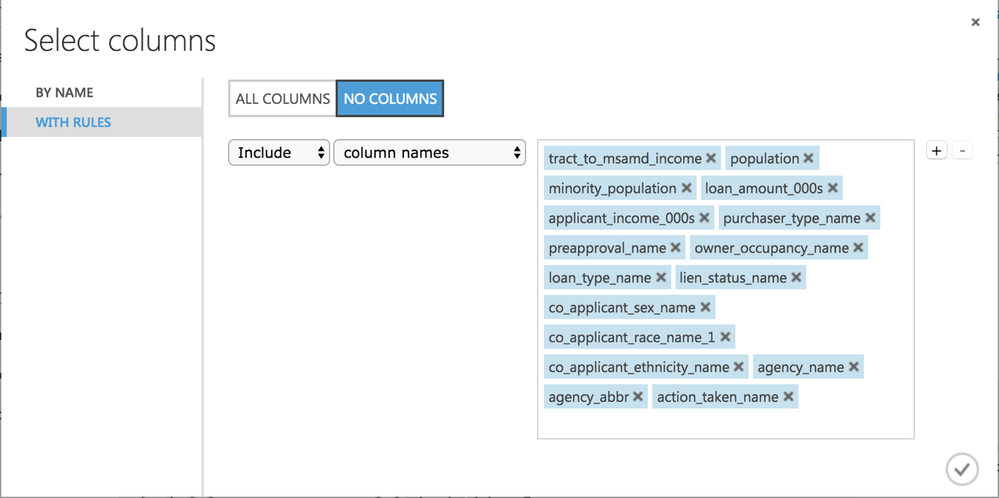 Select columns
BY NAME
WITH RULES
ALL COLUMNS NO COLUMNS
Include column names
tract_to_msamd_income population
minority_population loan_amount_000s
applicant_income_000s purchaser_type_name
preapproval_name owner_occupancy_name
loan_type_name lien_status_name
co_applicant_sex_name
co_applicant_race_name_1
co_applicant_ethnicity_name agency_name
agency_abbr action_taken_name
+ -